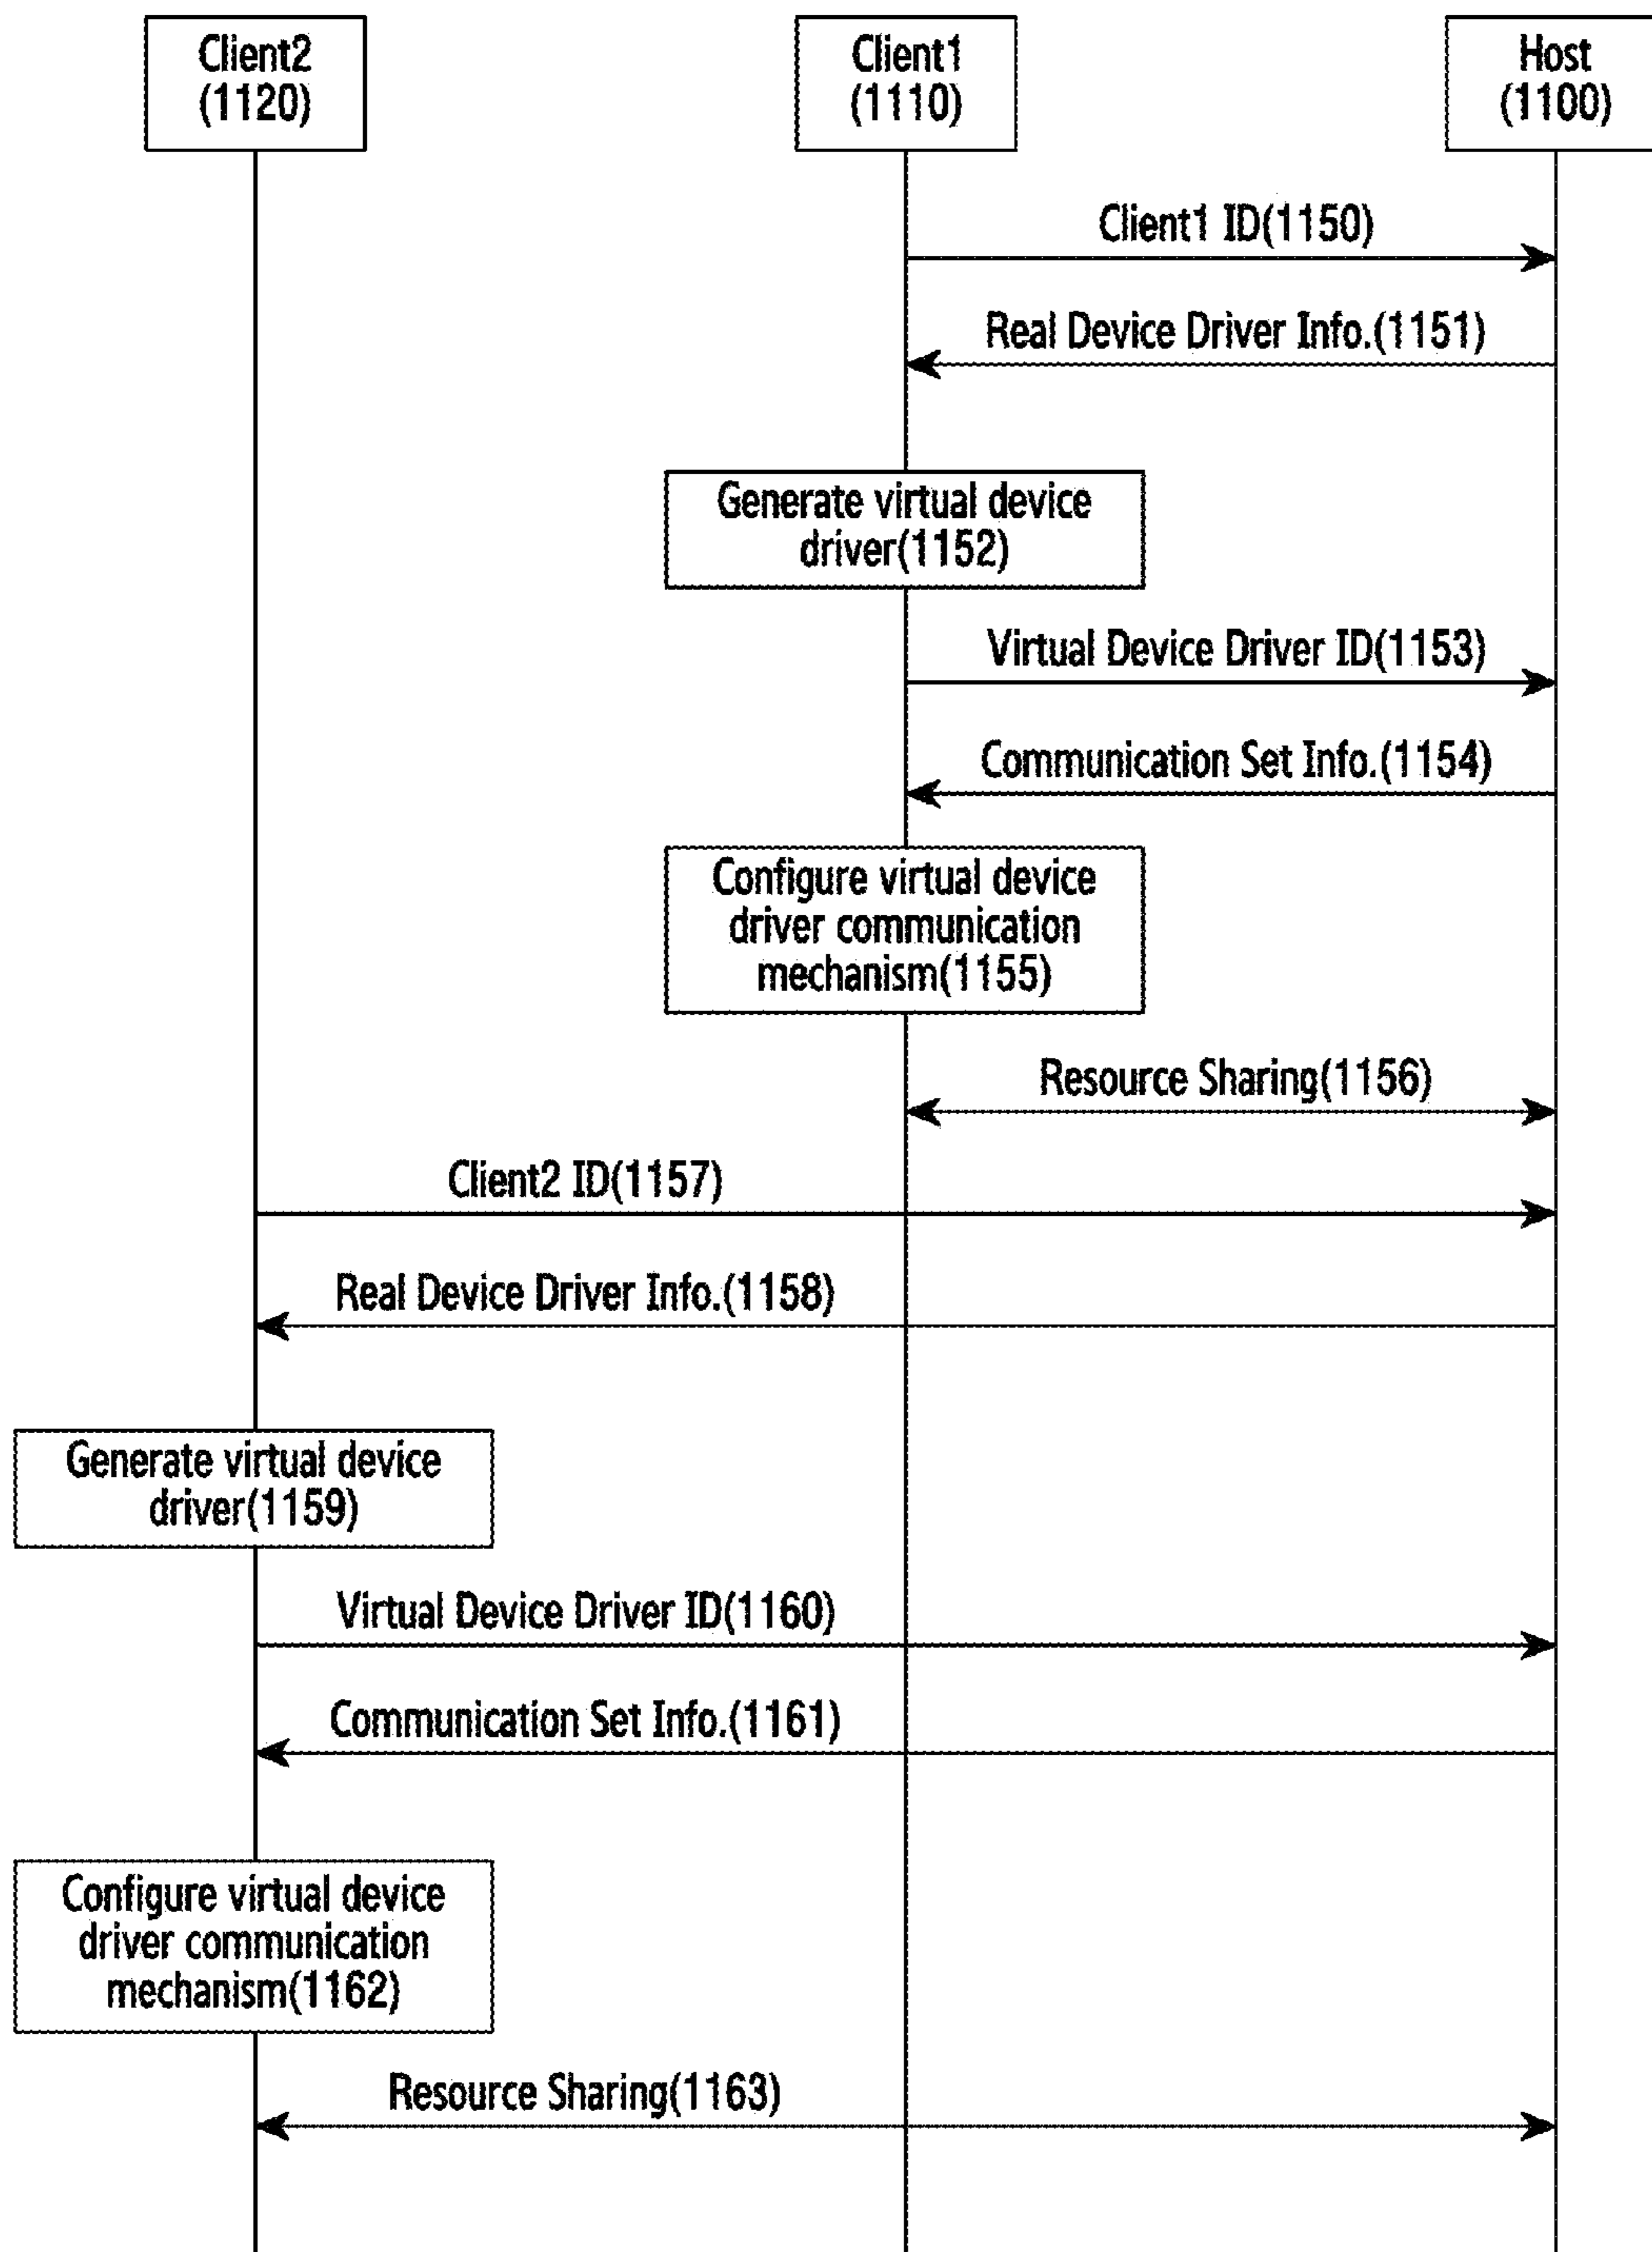 Client2
(1120)
Client1
(1110)
Host
(1100)
Client1 ID(1150)
Real Device Driver Info.(1151)
Generate virtual device
driver(1152)
Virtual Device Driver ID(1153)
Communication Set Info.(1154)
Configure virtual device
driver communication
mechanism(1155)
Resource Sharing(1156)
Client2 ID(1157)
Real Device Driver Info.(1158)
Generate virtual device
driver(1159)
Virtual Device Driver ID(1160)
Communication Set Info.(1161)
Configure virtual device
driver communication
mechanism(1162)
Resource Sharing(1163)